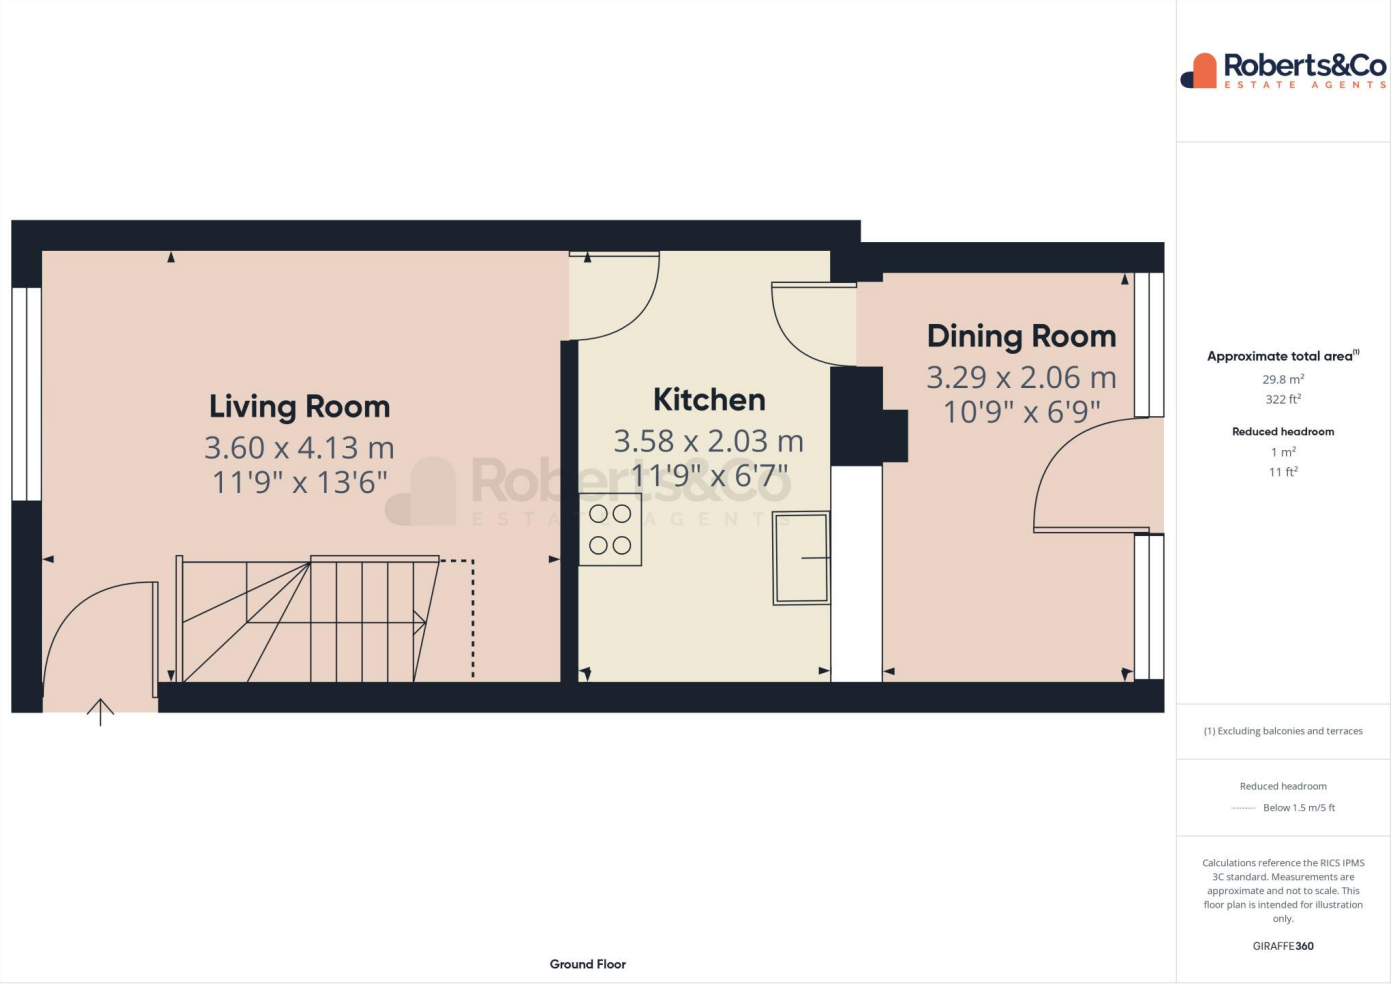 Roberts&Co
ESTATE AGENTS
Living Room
3.60 x 4.13 m
11'9" x 13'6"
Kitchen
3.58 x 2.03 m
11'9" x 6'7"
Dining Room
3.29 x 2.06 m
10'9" x 6'9"
Roberts&Co
ESTATE AGENTS
Approximate total area(1)
29.8 m²
322 ft²
Reduced headroom
1 m²
11 ft²
(1) Excluding balconies and terraces
Reduced headroom
Below 1.5 m/5 ft
Calculations reference the RICS IPMS
3C standard. Measurements are
approximate and not to scale. This
floor plan is intended for illustration
only.
GIRAFFE360
Ground Floor